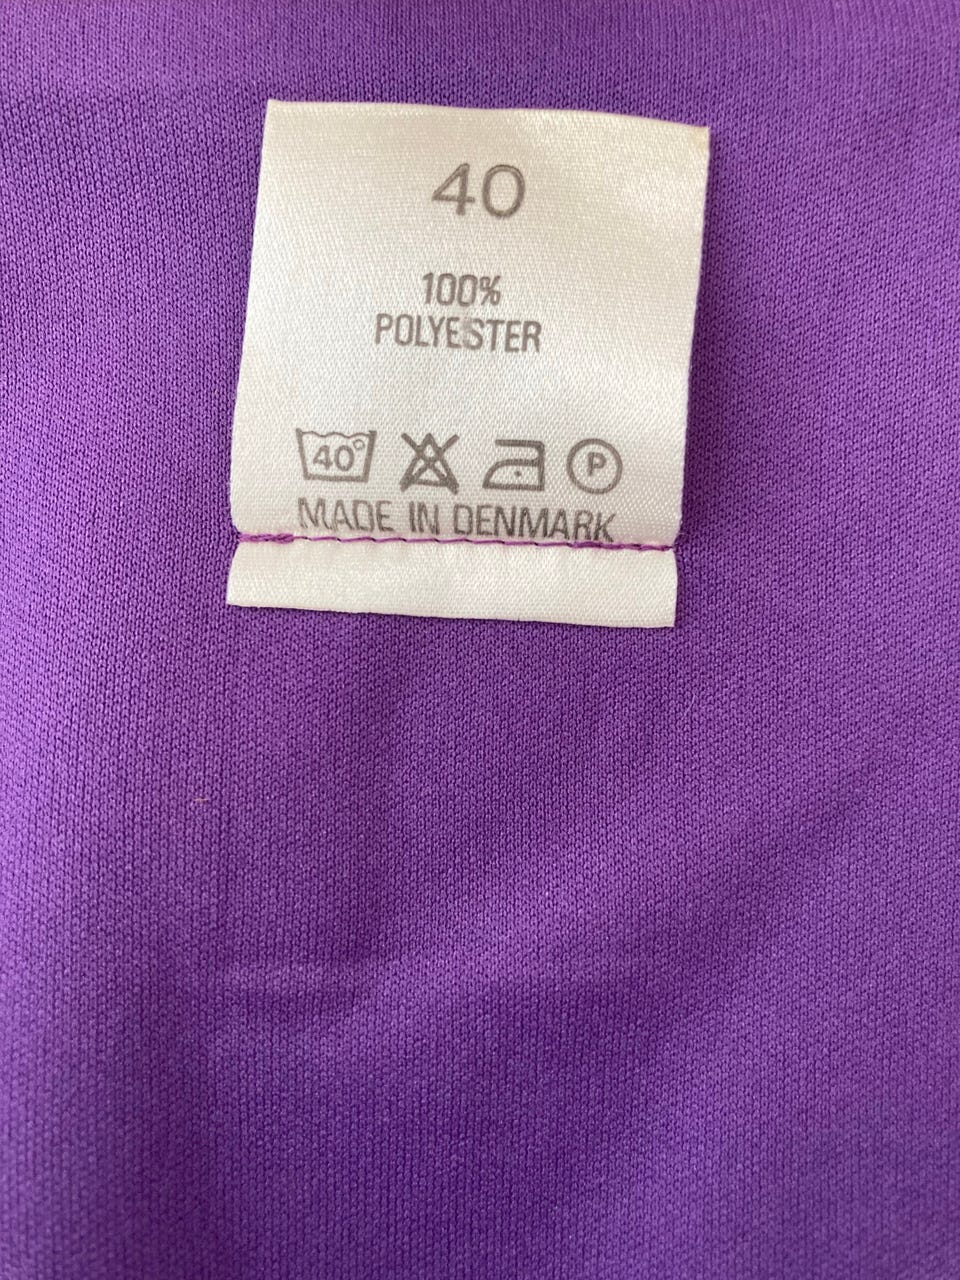 40
100%
POLYESTER
40° P
MADE IN DENMARK